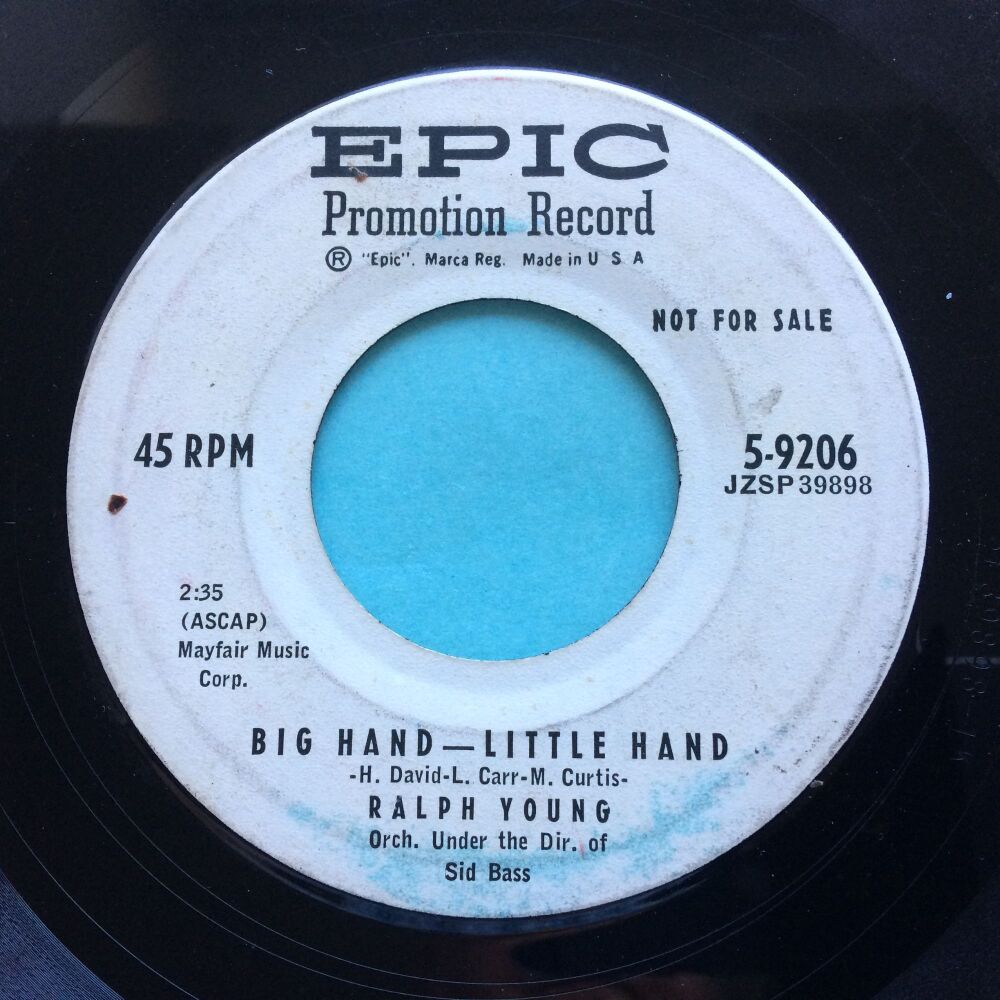 EPIC
Promotion Record
® "Epic". Marca Reg. Made in U S A
NOT FOR SALE
45 RPM
5-9206
JZSP 39898
2:35
(ASCAP)
Mayfair Music
Corp.
BIG HAND—LITTLE HAND
-H. David-L. Carr-M. Curtis-
RALPH YOUNG
Orch. Under the Dir. of
Sid Bass